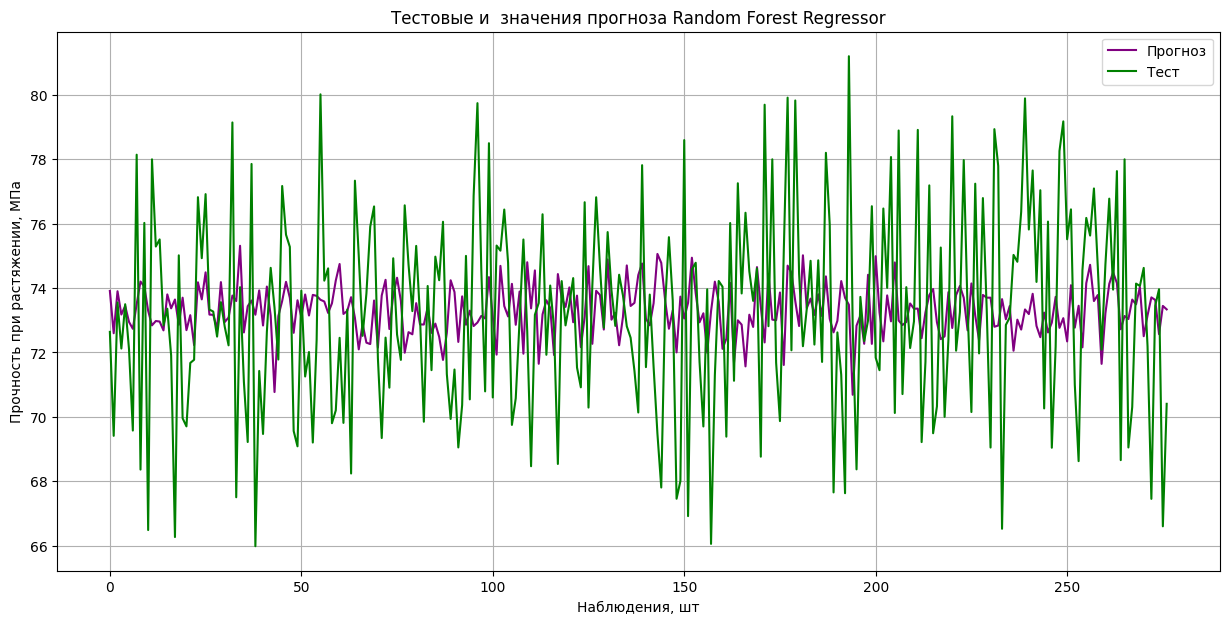 Тестовые и  значения прогноза Random Forest Regressor
Прогноз
Тест
Прочность при растяжении, МПа
80
78
76
74
72
70
68
66
0
50
100
150
200
250
Наблюдения, шт